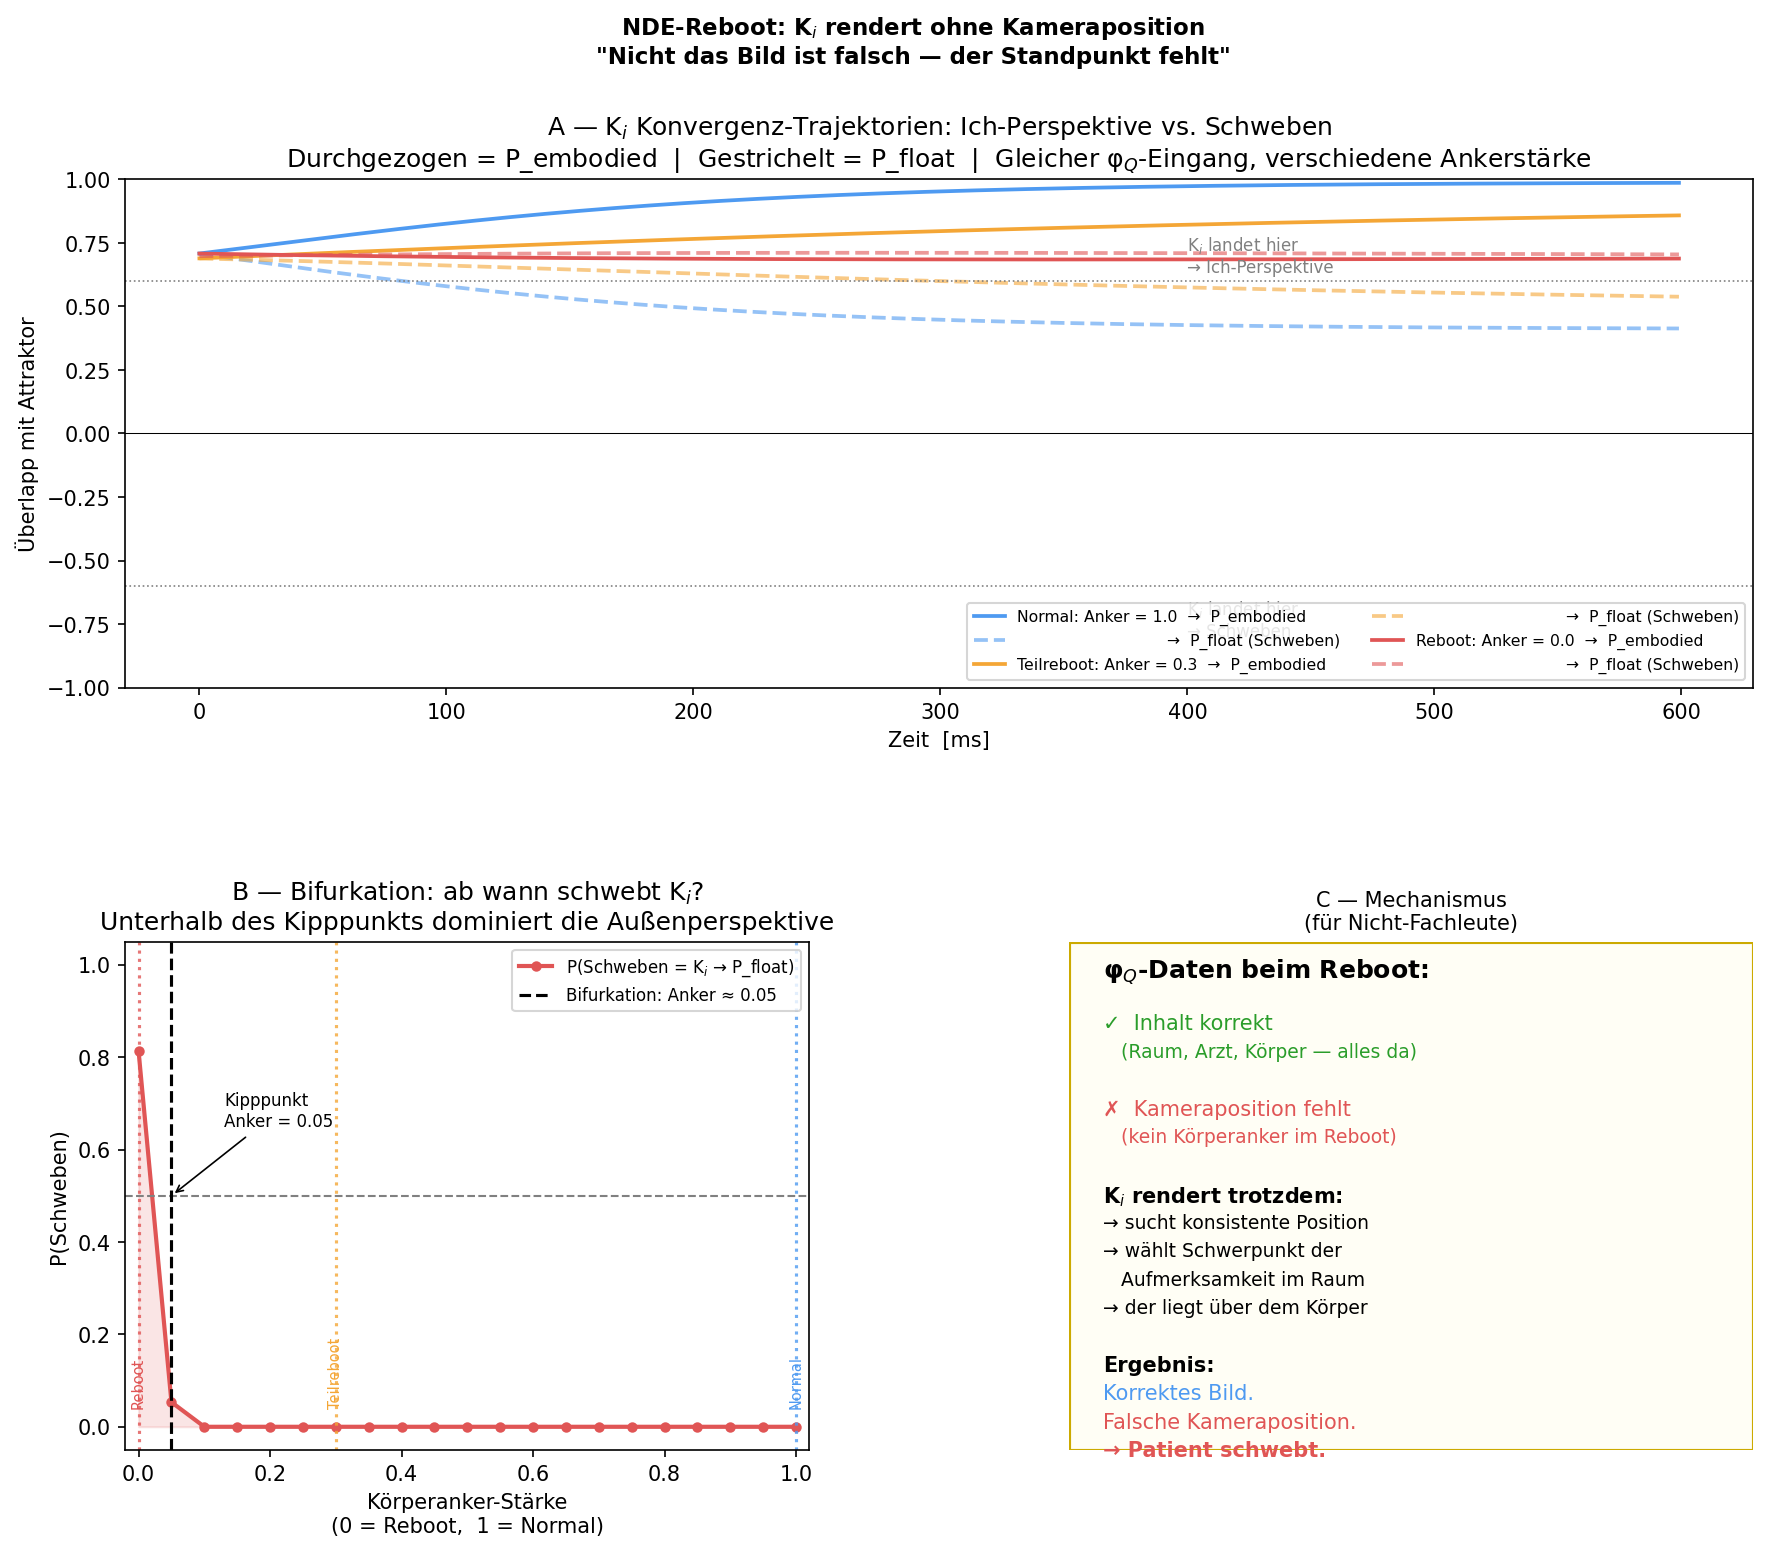 NDE-Reboot: Kᵢ rendert ohne Kameraposition
"Nicht das Bild ist falsch — der Standpunkt fehlt"
A — Kᵢ Konvergenz-Trajektorien: Ich-Perspektive vs. Schweben
Durchgezogen = P_embodied | Gestrichelt = P_float | Gleicher φQ-Eingang, verschiedene Ankerstärke
Überlapp mit Attraktor
1.00
0.75
0.50
0.25
0.00
−0.25
−0.50
−0.75
−1.00
Kᵢ landet hier
→ Ich-Perspektive
Kᵢ landet hier
→ Schweben
Normal: Anker = 1.0 → P_embodied
→ P_float (Schweben)
Teilreboot: Anker = 0.3 → P_embodied
→ P_float (Schweben)
Reboot: Anker = 0.0 → P_embodied
→ P_float (Schweben)
0 100 200 300 400 500 600
Zeit [ms]
B — Bifurkation: ab wann schwebt Kᵢ?
Unterhalb des Kipppunkts dominiert die Außenperspektive
P(Schweben)
1.0
0.8
0.6
0.4
0.2
0.0
P(Schweben = Kᵢ → P_float)
Bifurkation: Anker ≈ 0.05
Kipppunkt
Anker = 0.05
Reboot
Teilreboot
Normal
0.0 0.2 0.4 0.6 0.8 1.0
Körperanker-Stärke
(0 = Reboot, 1 = Normal)
C — Mechanismus
(für Nicht-Fachleute)
φQ-Daten beim Reboot:
✓ Inhalt korrekt
(Raum, Arzt, Körper — alles da)
✗ Kameraposition fehlt
(kein Körperanker im Reboot)
Kᵢ rendert trotzdem:
→ sucht konsistente Position
→ wählt Schwerpunkt der
Aufmerksamkeit im Raum
→ der liegt über dem Körper
Ergebnis:
Korrektes Bild.
Falsche Kameraposition.
→ Patient schwebt.